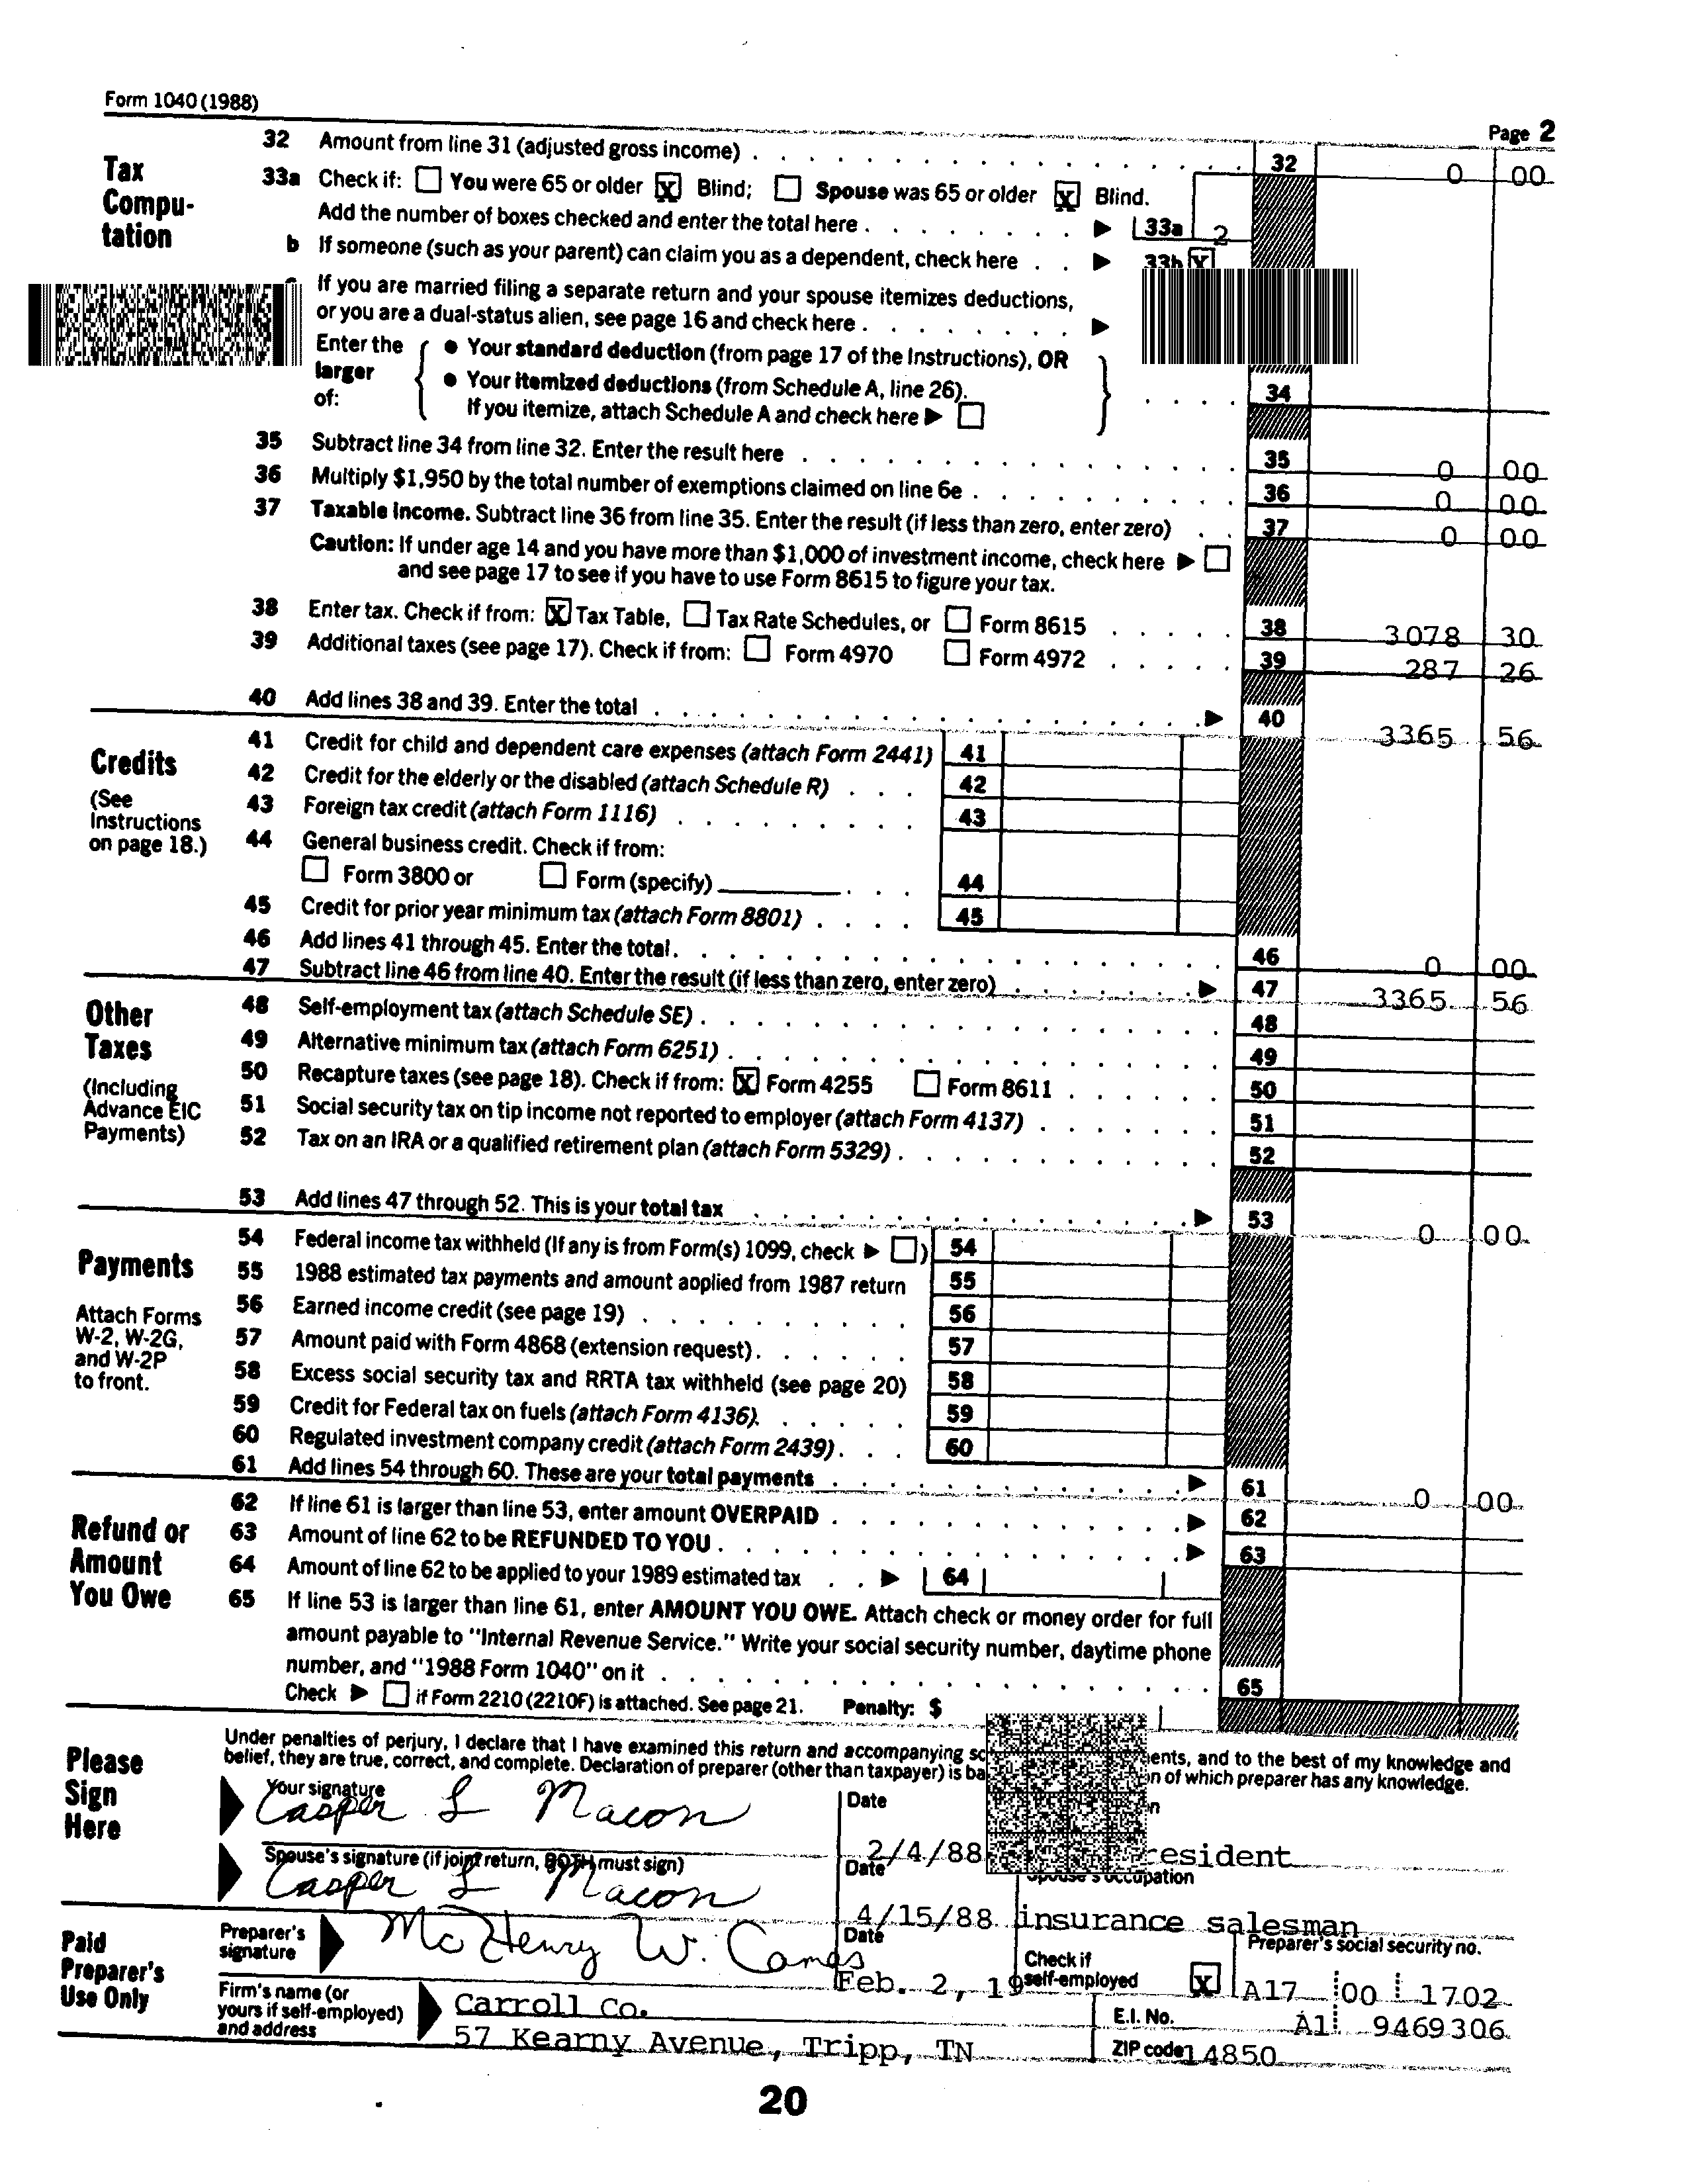 Form 1040 (1988)
Page 2
Tax Compu-tation
32 Amount from line 31 (adjusted gross income) . . . 32 0 00
33a Check if: You were 65 or older X Blind; Spouse was 65 or older X Blind.
Add the number of boxes checked and enter the total here . . . 33a 2
b If someone (such as your parent) can claim you as a dependent, check here . . 33b X
If you are married filing a separate return and your spouse itemizes deductions,
or you are a dual-status alien, see page 16 and check here . . .
Enter the larger of:
● Your standard deduction (from page 17 of the Instructions), OR
● Your itemized deductions (from Schedule A, line 26).
If you itemize, attach Schedule A and check here . . . 34
35 Subtract line 34 from line 32. Enter the result here . . . 35 0 00
36 Multiply $1,950 by the total number of exemptions claimed on line 6e . . . 36 0 00
37 Taxable income. Subtract line 36 from line 35. Enter the result (if less than zero, enter zero) . . 37 0 00
Caution: If under age 14 and you have more than $1,000 of investment income, check here
and see page 17 to see if you have to use Form 8615 to figure your tax.
38 Enter tax. Check if from: X Tax Table, Tax Rate Schedules, or Form 8615 . . . 38 3078 30
39 Additional taxes (see page 17). Check if from: Form 4970 Form 4972 . . . 39 287 26
40 Add lines 38 and 39. Enter the total . . . 40 3365 56
Credits
(See Instructions on page 18.)
41 Credit for child and dependent care expenses (attach Form 2441) 41
42 Credit for the elderly or the disabled (attach Schedule R) . . . 42
43 Foreign tax credit (attach Form 1116) . . . 43
44 General business credit. Check if from:
Form 3800 or Form (specify) . . . 44
45 Credit for prior year minimum tax (attach Form 8801) . . . 45
46 Add lines 41 through 45. Enter the total. . . . 46 0 00
47 Subtract line 46 from line 40. Enter the result (if less than zero, enter zero) . . . 47 3365 56
Other Taxes
(Including Advance EIC Payments)
48 Self-employment tax (attach Schedule SE) . . . 48
49 Alternative minimum tax (attach Form 6251) . . . 49
50 Recapture taxes (see page 18). Check if from: X Form 4255 Form 8611 . . . 50
51 Social security tax on tip income not reported to employer (attach Form 4137) . . . 51
52 Tax on an IRA or a qualified retirement plan (attach Form 5329) . . . 52
53 Add lines 47 through 52. This is your total tax . . . 53 0 00
Payments
Attach Forms W-2, W-2G, and W-2P to front.
54 Federal income tax withheld (If any is from Form(s) 1099, check ) 54
55 1988 estimated tax payments and amount applied from 1987 return 55
56 Earned income credit (see page 19) . . . 56
57 Amount paid with Form 4868 (extension request) . . . 57
58 Excess social security tax and RRTA tax withheld (see page 20) 58
59 Credit for Federal tax on fuels (attach Form 4136). . . . 59
60 Regulated investment company credit (attach Form 2439) . . . 60
61 Add lines 54 through 60. These are your total payments . . . 61 0 00
Refund or Amount You Owe
62 If line 61 is larger than line 53, enter amount OVERPAID . . . 62
63 Amount of line 62 to be REFUNDED TO YOU . . . 63
64 Amount of line 62 to be applied to your 1989 estimated tax . . 64
65 If line 53 is larger than line 61, enter AMOUNT YOU OWE. Attach check or money order for full
amount payable to "Internal Revenue Service." Write your social security number, daytime phone
number, and "1988 Form 1040" on it . . . 65
Check if Form 2210 (2210F) is attached. See page 21. Penalty: $
Please Sign Here
Under penalties of perjury, I declare that I have examined this return and accompanying sc ents, and to the best of my knowledge and
belief, they are true, correct, and complete. Declaration of preparer (other than taxpayer) is ba n of which preparer has any knowledge.
Your signature Date
Casper L Macon 2/4/88 resident
Spouse's signature (if joint return, BOTH must sign) Date Spouse's occupation
Casper L Macon 4/15/88 insurance salesman
Paid Preparer's Use Only
Preparer's signature McHenry W. Camas Date Feb. 2, 19 Check if self-employed X Preparer's social security no. A17 00 1702
Firm's name (or yours if self-employed) and address Carroll Co. E.I. No. A1 9469306
57 Kearny Avenue, Tripp, TN ZIP code 14850
20